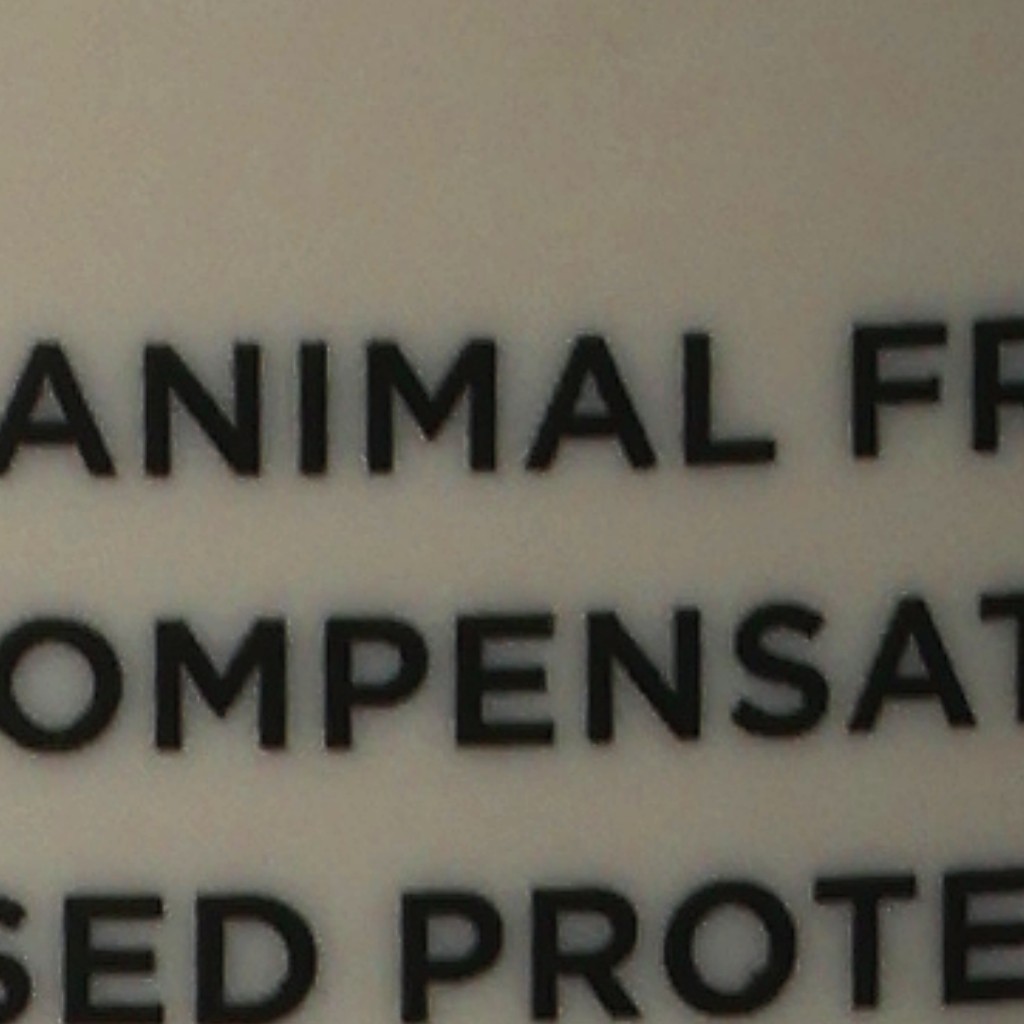 ANIMAL FR
OMPENSAT
SED PROTE